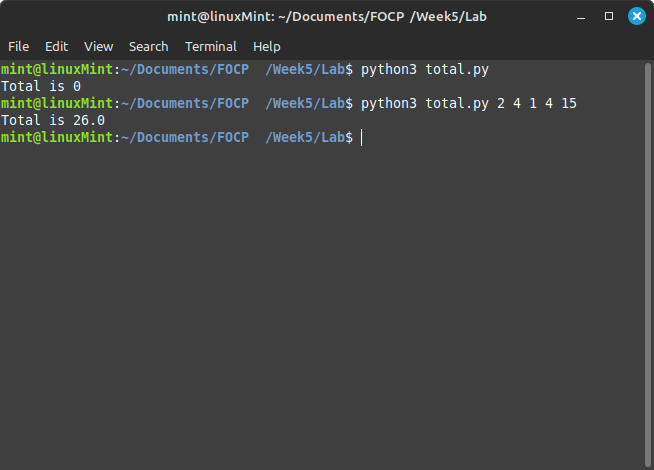 mint@linuxMint: ~/Documents/FOCP /Week5/Lab
File Edit View Search Terminal Help
mint@linuxMint:~/Documents/FOCP  /Week5/Lab$ python3 total.py
Total is 0
mint@linuxMint:~/Documents/FOCP  /Week5/Lab$ python3 total.py 2 4 1 4 15
Total is 26.0
mint@linuxMint:~/Documents/FOCP  /Week5/Lab$